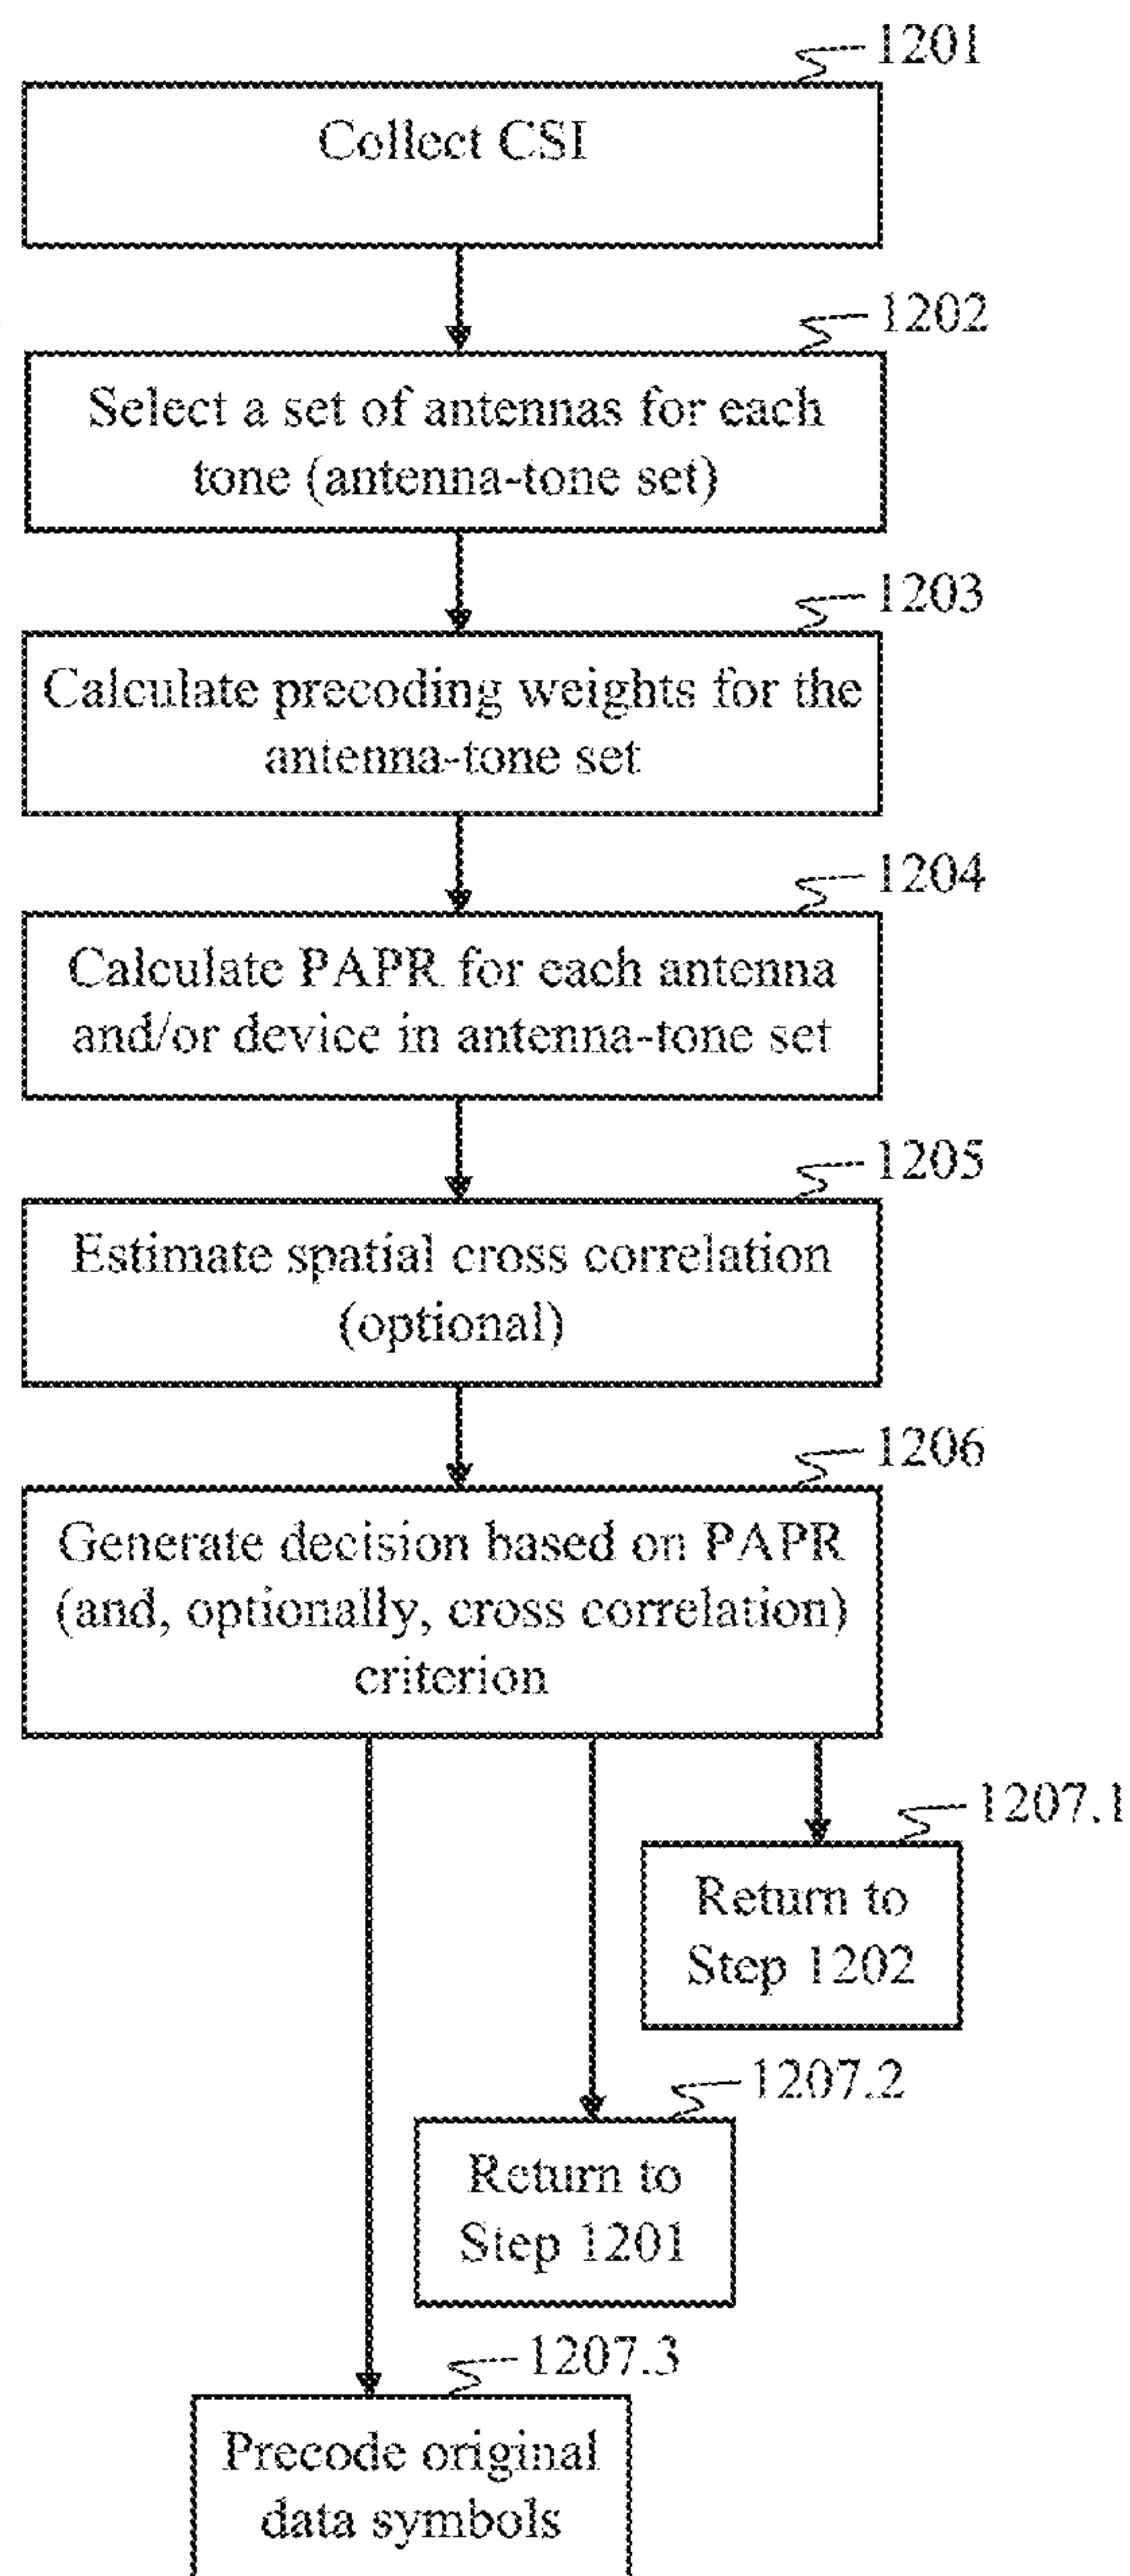 1201
Collect CSI
1202
Select a set of antennas for each
tone (antenna-tone set)
1203
Calculate precoding weights for the
antenna-tone set
1204
Calculate PAPR for each antenna
and/or device in antenna-tone set
1205
Estimate spatial cross correlation
(optional)
1206
Generate decision based on PAPR
(and, optionally, cross correlation)
criterion
1207.1
Return to
Step 1202
1207.2
Return to
Step 1201
1207.3
Precode original
data symbols